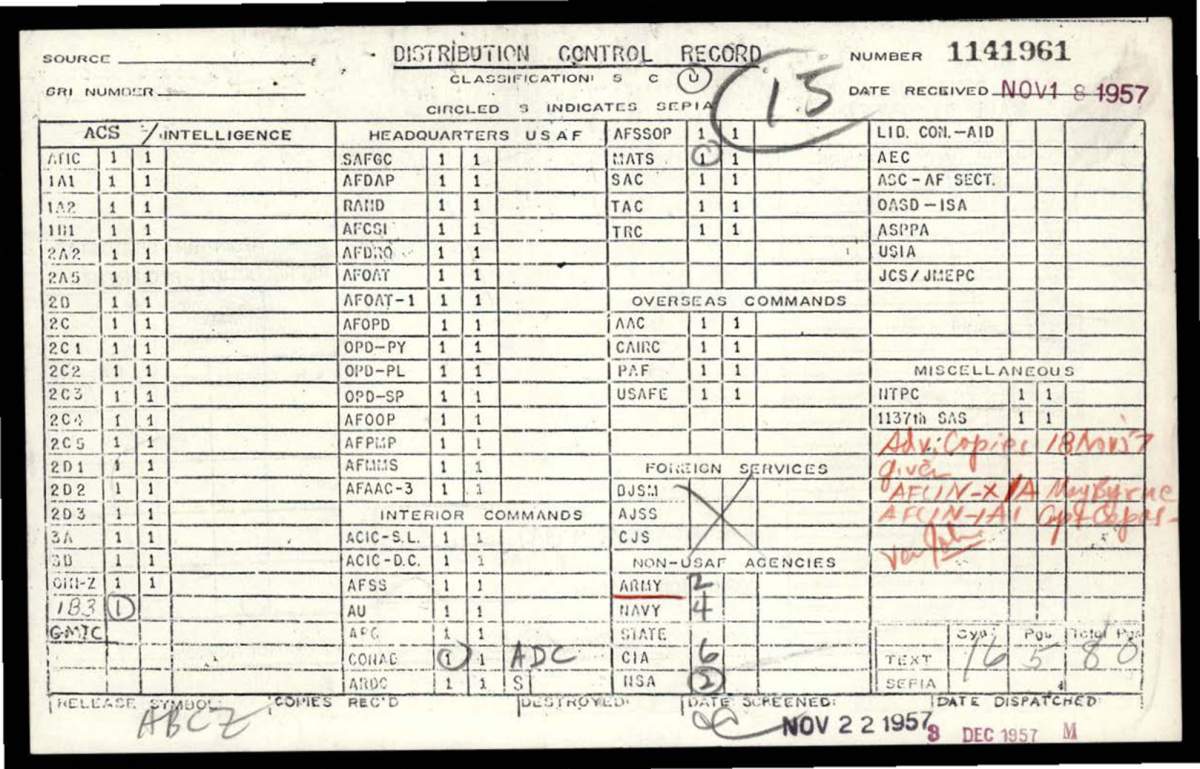 SOURCE
DISTRIBUTION CONTROL RECORD
NUMBER 1141961
CLASSIFICATION: S C U
15
GRI NUMBER
DATE RECEIVED NOV 18 1957
CIRCLED S INDICATES SEPIA
ACS / INTELLIGENCE
AFIC 1 1
1A1 1 1
1A2 1 1
1B1 1 1
2A2 1 1
2A5 1 1
2B 1 1
2C 1 1
2C1 1 1
2C2 1 1
2C3 1 1
2C4 1 1
2C5 1 1
2D1 1 1
2D2 1 1
2D3 1 1
3A 1 1
3D 1 1
1 1
1B3 1
GMIC
HEADQUARTERS USAF
SAFGC 1 1
AFDAP 1 1
RAND 1 1
AFCGI 1 1
AFDRQ 1 1
AFOAT 1 1
AFOAT-1 1 1
AFOPD 1 1
OPD-PY 1 1
OPD-PL 1 1
OPD-SP 1 1
AFOOP 1 1
AFPMP 1 1
AFMMS 1 1
AFAAC-3 1 1
INTERIOR COMMANDS
ACIC-S.L. 1 1
ACIC-D.C. 1 1
AFSS 1 1
AU 1 1
1 1
CONAC 1 1 ADC
ARDC 1 1 S
AFSSOP 1 1
MATS 1 1
SAC 1 1
TAC 1 1
TRC 1 1
OVERSEAS COMMANDS
AAC 1 1
CAIRC 1 1
PAF 1 1
USAFE 1 1
FOREIGN SERVICES
DJSM
AJSS
CJS
NON-USAF AGENCIES
ARMY 2
NAVY 4
STATE
CIA 6
NSA 2
LID. CON.-AID
AEC
ASC-AF SECT.
OASD-ISA
ASPPA
USIA
JCS/JMEPC
MISCELLANEOUS
NTPC 1 1
1137th SAS 1 1
Adv. Copies 18 Nov 57
given
AFCIN-X/A May Byrne
AFCIN-1A1 Capt
Cys Pgs Total Pgs
TEXT 16 5 80
SEPIA
RELEASE SYMBOL: ABCZ
COPIES REC'D
DESTROYED:
DATE SCREENED: NOV 22 1957
DATE DISPATCHED:
3 DEC 1957 M